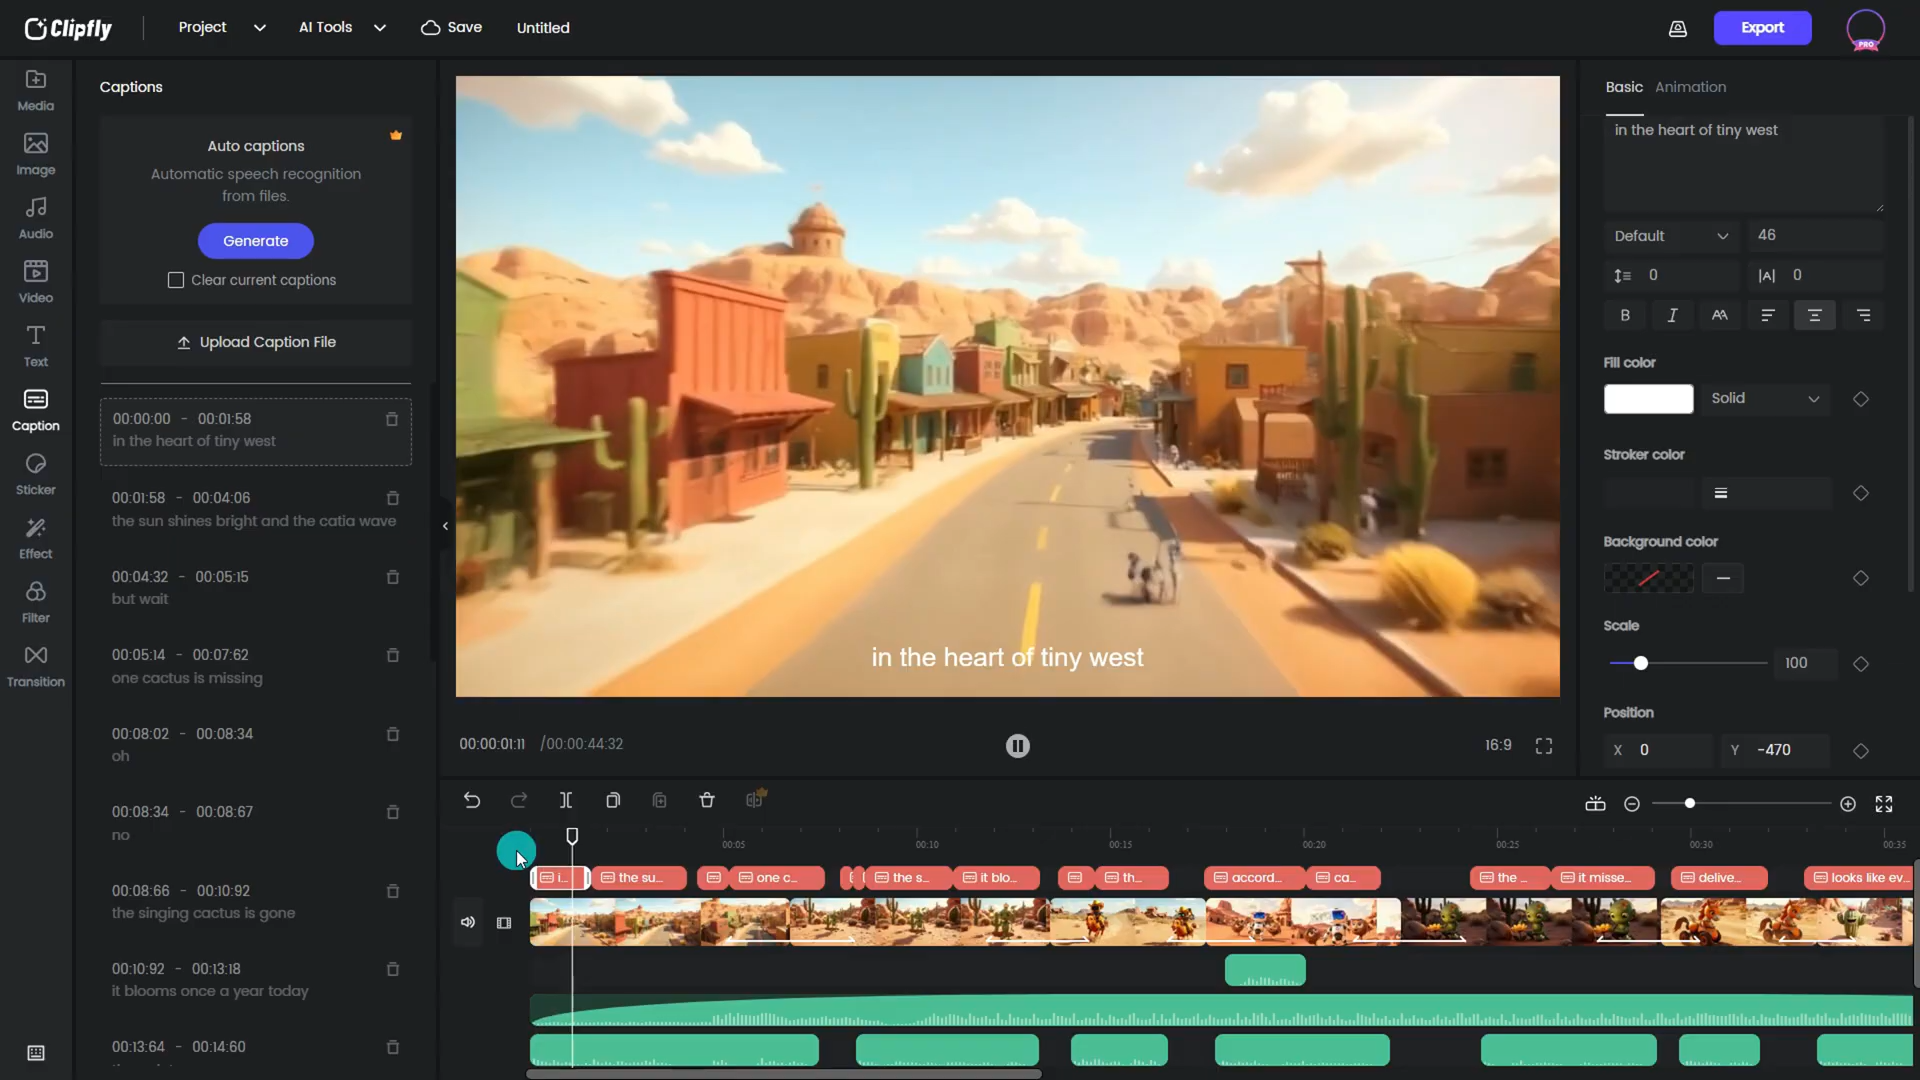 Clipfly
Project
AI Tools
Save
Untitled
Export
PRO
Media
Image
Audio
Video
Text
Caption
Sticker
Effect
Filter
Transition
Captions
Auto captions
Automatic speech recognition
from files.
Generate
Clear current captions
Upload Caption File
00:00:00 - 00:01:58
in the heart of tiny west
00:01:58 - 00:04:06
the sun shines bright and the catia wave
00:04:32 - 00:05:15
but wait
00:05:14 - 00:07:62
one cactus is missing
00:08:02 - 00:08:34
oh
00:08:34 - 00:08:67
no
00:08:66 - 00:10:92
the singing cactus is gone
00:10:92 - 00:13:18
it blooms once a year today
00:13:64 - 00:14:60
in the heart of tiny west
00:00:01:11 /00:00:44:32
16:9
Basic Animation
in the heart of tiny west
Default 46
0 |A| 0
B I AA
Fill color
Solid
Stroker color
Background color
Scale
100
Position
X 0 Y -470
00:05 00:10 00:15 00:20 00:25 00:30 00:35
i... the su... one c... the s... it blo... th... accord... ca... the ... it misse... delive... looks like ev...